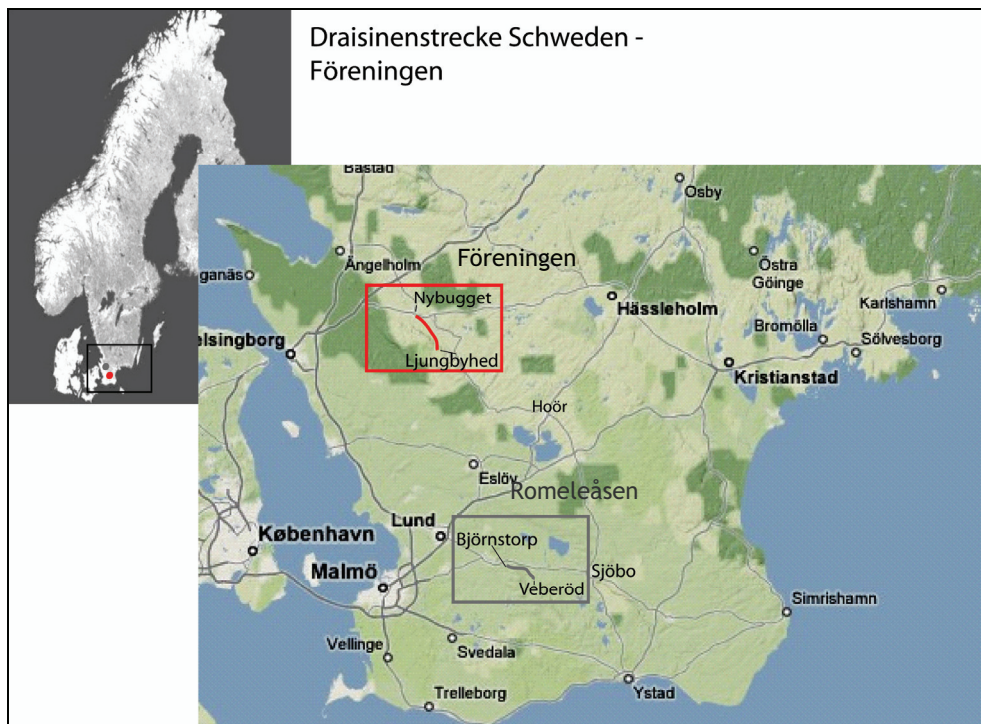 Draisinenstrecke Schweden -
Föreningen
Båstad
Osby
Ängelholm
Föreningen
Östra
Göinge
ganäs
Nybugget
Hässleholm
Karlshamn
Bromölla
elsingborg
Sölvesborg
Ljungbyhed
Kristianstad
Hoör
Eslöv
Romeleåsen
Lund
København
Björnstorp
Malmö
Sjöbo
Veberöd
Simrishamn
Vellinge
Svedala
Trelleborg
Ystad